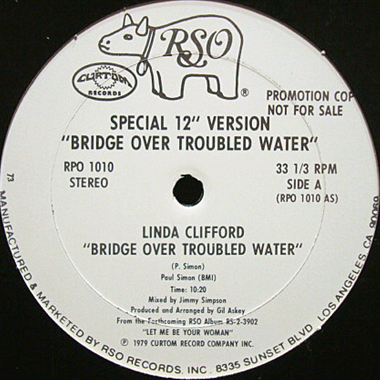 RSO
CURTOM
RECORDS
®
PROMOTION COP
NOT FOR SALE
SPECIAL 12" VERSION
"BRIDGE OVER TROUBLED WATER"
RPO 1010
STEREO
33 1/3 RPM
SIDE A
(RPO 1010 AS)
LINDA CLIFFORD
"BRIDGE OVER TROUBLED WATER"
(P. Simon)
Paul Simon (BMI)
Time: 10:20
Mixed by Jimmy Simpson
Produced and Arranged by Gil Askey
From the Forthcoming RSO Album RS-2-3902
"LET ME BE YOUR WOMAN"
℗ 1979 CURTOM RECORD COMPANY INC.
73
MANUFACTURED & MARKETED BY RSO RECORDS, INC. 8335 SUNSET BLVD. LOS ANGELES, CA. 90069